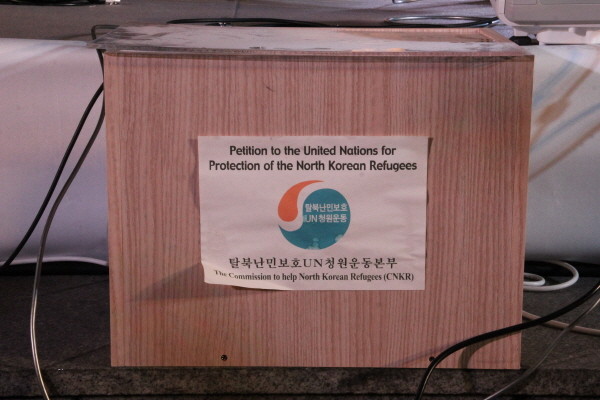 Petition to the United Nations for
Protection of the North Korean Refugees
탈북난민보호
UN청원운동
탈북난민보호UN청원운동본부
The Commission to help North Korean Refugees (CNKR)